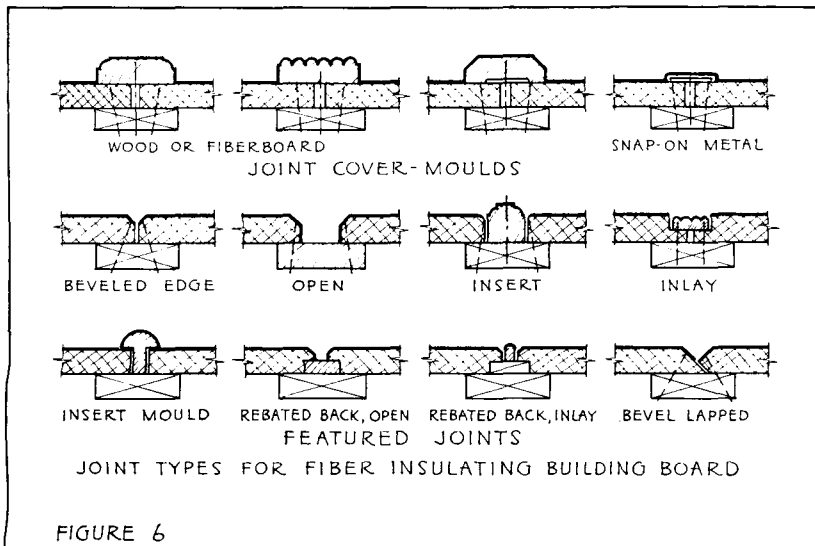 WOOD OR FIBERBOARD
SNAP-ON METAL
JOINT COVER-MOULDS
BEVELED EDGE
OPEN
INSERT
INLAY
INSERT MOULD
REBATED BACK, OPEN
REBATED BACK, INLAY
BEVEL LAPPED
FEATURED JOINTS
JOINT TYPES FOR FIBER INSULATING BUILDING BOARD
FIGURE 6